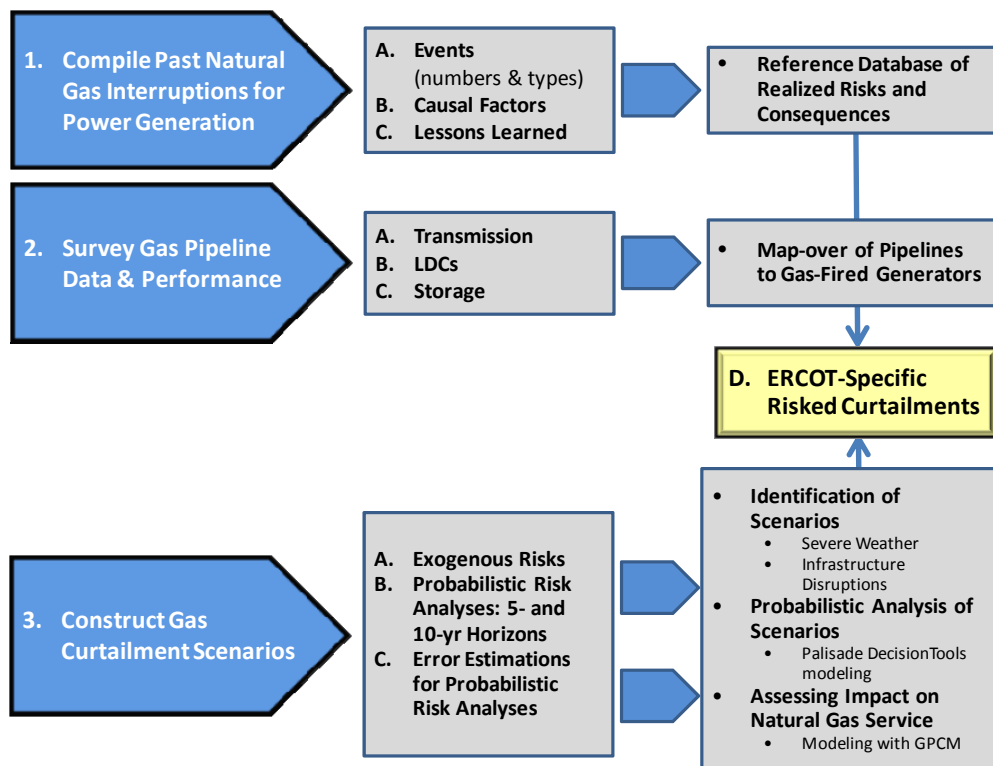 1. Compile Past Natural
Gas Interruptions for
Power Generation
A. Events
(numbers & types)
B. Causal Factors
C. Lessons Learned
• Reference Database of
Realized Risks and
Consequences
2. Survey Gas Pipeline
Data & Performance
A. Transmission
B. LDCs
C. Storage
• Map-over of Pipelines
to Gas-Fired Generators
D. ERCOT-Specific
Risked Curtailments
3. Construct Gas
Curtailment Scenarios
A. Exogenous Risks
B. Probabilistic Risk
Analyses: 5- and
10-yr Horizons
C. Error Estimations
for Probabilistic
Risk Analyses
• Identification of
Scenarios
• Severe Weather
• Infrastructure
Disruptions
• Probabilistic Analysis of
Scenarios
• Palisade DecisionTools
modeling
• Assessing Impact on
Natural Gas Service
• Modeling with GPCM